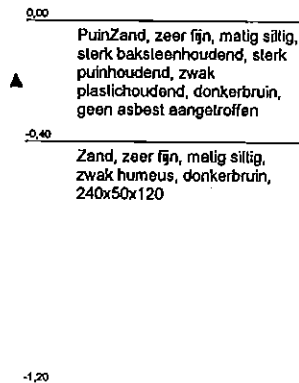 0,00
PuinZand, zeer fijn, matig siltig,
sterk baksteenhoudend, sterk
puinhoudend, zwak
plastichoudend, donkerbruin,
geen asbest aangetroffen
-0,40
Zand, zeer fijn, matig siltig,
zwak humeus, donkerbruin,
240x50x120
-1,20